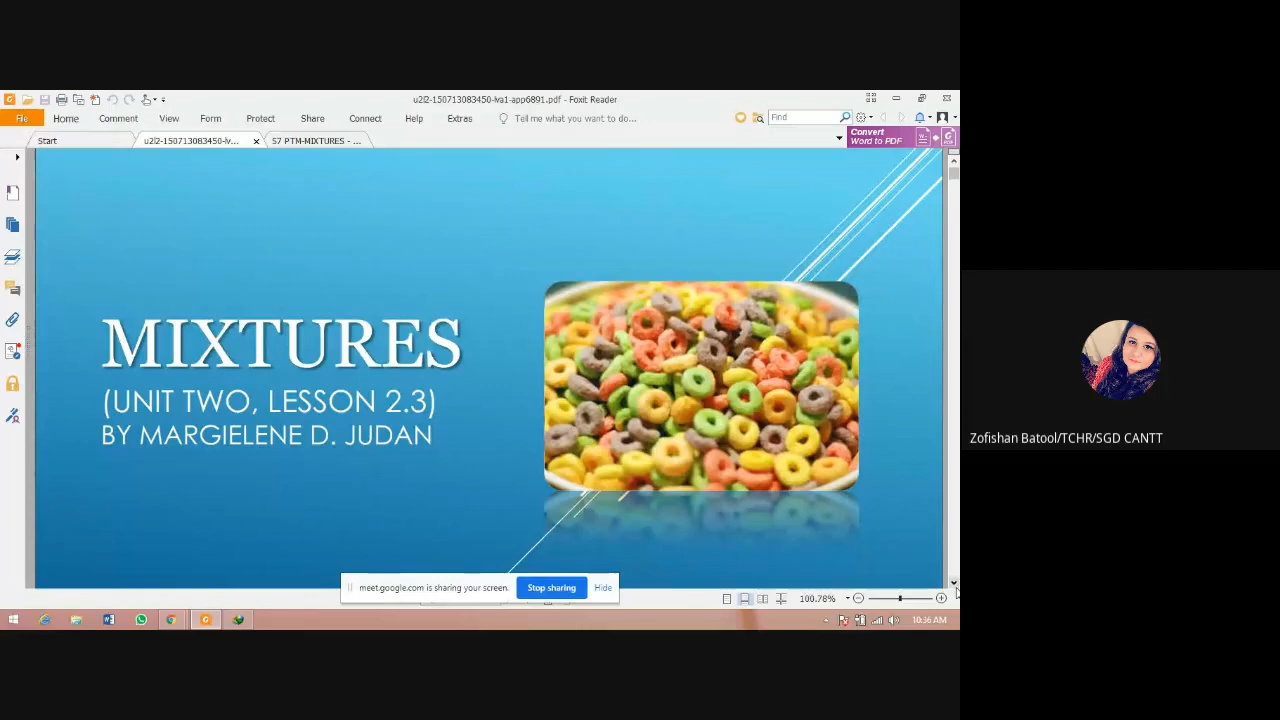 u2l2-150713083450-lva1-app6891.pdf - Foxit Reader
File Home Comment View Form Protect Share Connect Help Extras Tell me what you want to do... Find
Start u2l2-150713083450-lv... S7 PTM-MIXTURES - ...
Convert
Word to PDF
MIXTURES
(UNIT TWO, LESSON 2.3)
BY MARGIELENE D. JUDAN
Zofishan Batool/TCHR/SGD CANTT
meet.google.com is sharing your screen. Stop sharing Hide
100.78%
10:36 AM